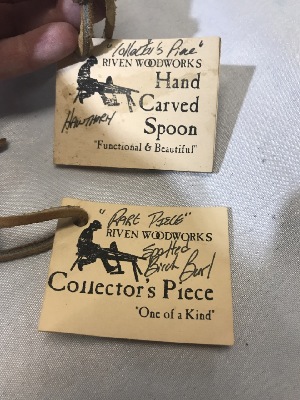 "Collector's Piece"
RIVEN WOODWORKS
Hand
Carved
Hawthorn
Spoon
"Functional & Beautiful"
"RARE PIECE"
RIVEN WOODWORKS
Spalted
Birch Burl
Collector's Piece
"One of a Kind"